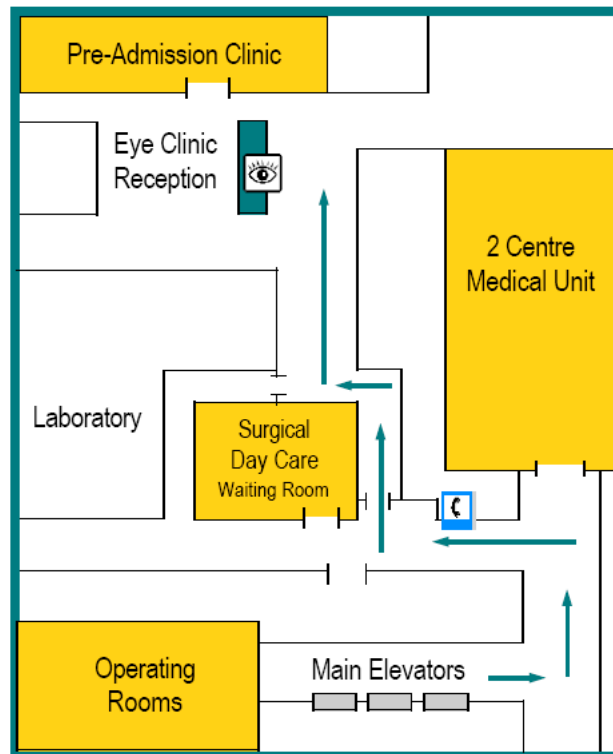 Pre-Admission Clinic
Eye Clinic
Reception
2 Centre
Medical Unit
Laboratory
Surgical
Day Care
Waiting Room
Operating
Rooms
Main Elevators